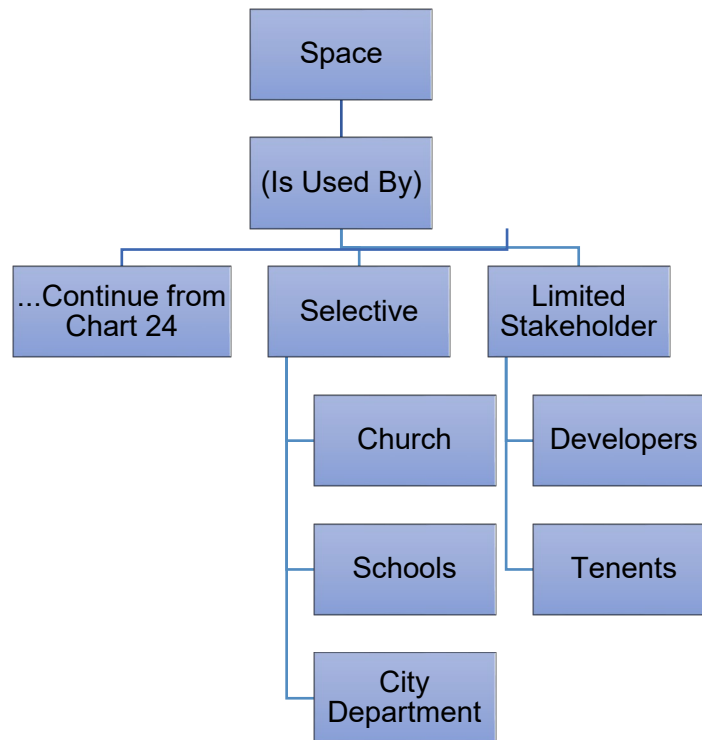 Space
(Is Used By)
...Continue from
Chart 24
Selective
Limited
Stakeholder
Church
Developers
Schools
Tenents
City
Department